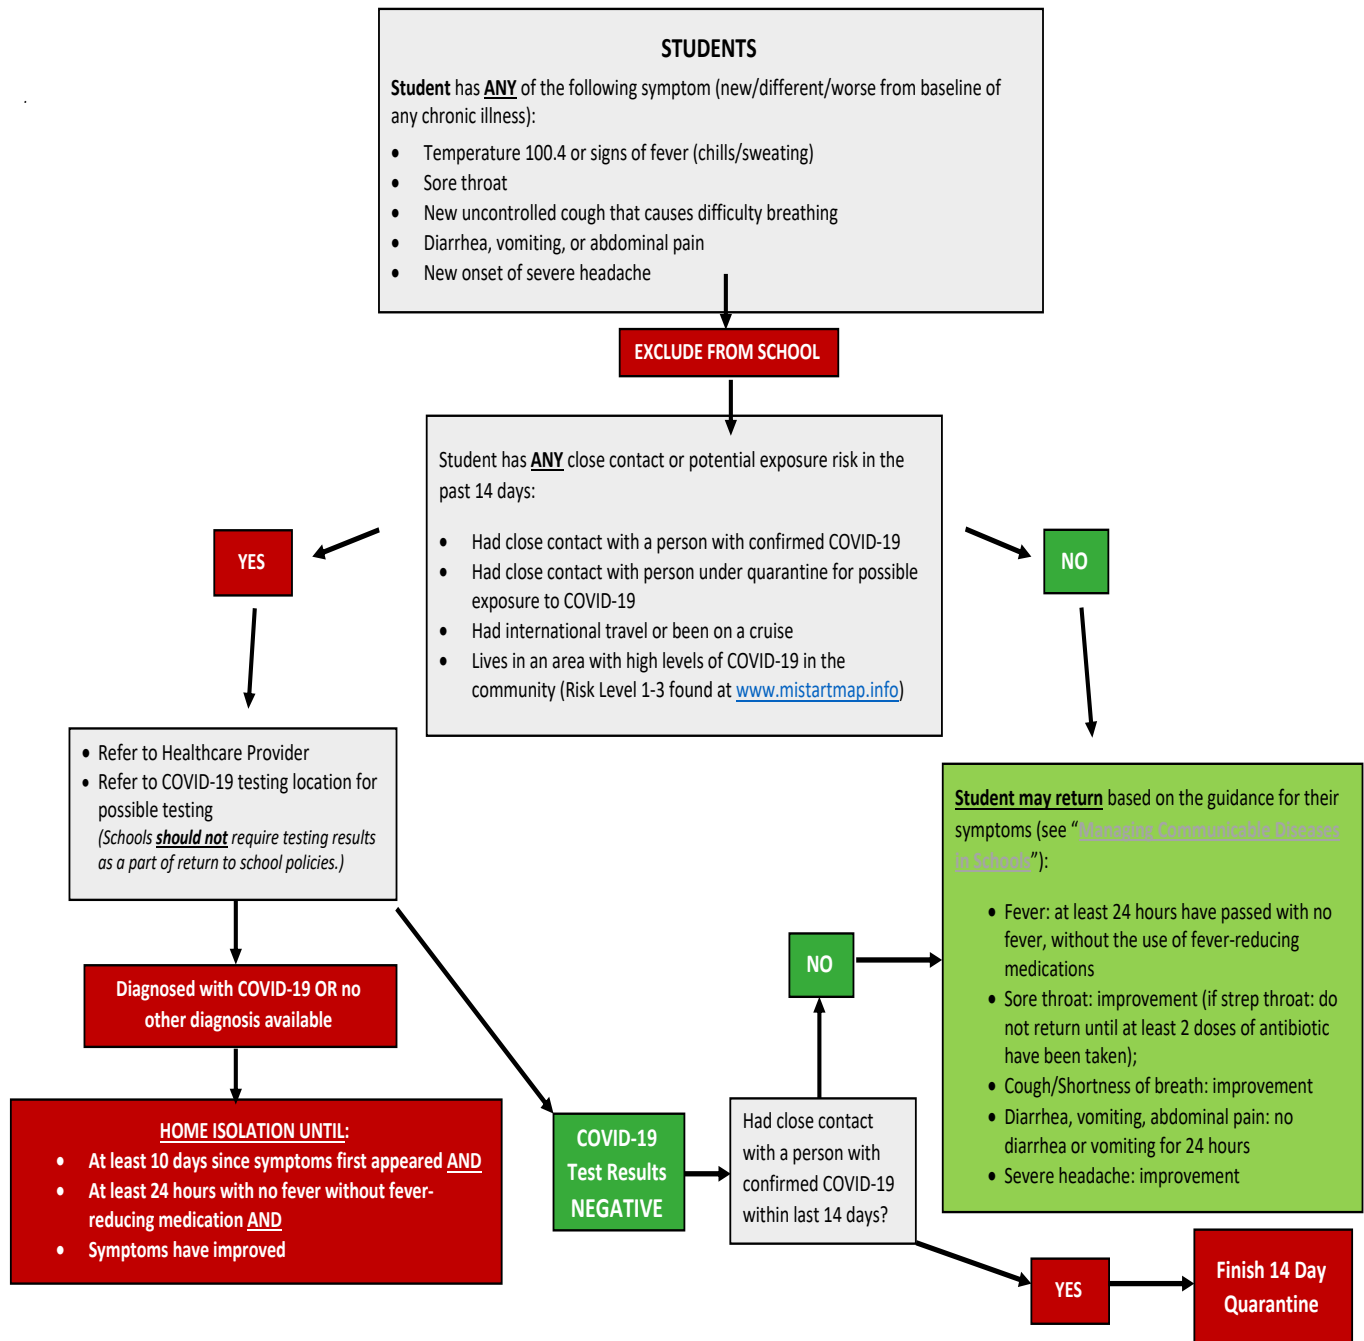 STUDENTS
Student has ANY of the following symptom (new/different/worse from baseline of
any chronic illness):
• Temperature 100.4 or signs of fever (chills/sweating)
• Sore throat
• New uncontrolled cough that causes difficulty breathing
• Diarrhea, vomiting, or abdominal pain
• New onset of severe headache
EXCLUDE FROM SCHOOL
Student has ANY close contact or potential exposure risk in the
past 14 days:
• Had close contact with a person with confirmed COVID-19
• Had close contact with person under quarantine for possible
exposure to COVID-19
• Had international travel or been on a cruise
• Lives in an area with high levels of COVID-19 in the
community (Risk Level 1-3 found at www.mistartmap.info)
YES
NO
• Refer to Healthcare Provider
• Refer to COVID-19 testing location for
possible testing
(Schools should not require testing results
as a part of return to school policies.)
Diagnosed with COVID-19 OR no
other diagnosis available
HOME ISOLATION UNTIL:
• At least 10 days since symptoms first appeared AND
• At least 24 hours with no fever without fever-
reducing medication AND
• Symptoms have improved
COVID-19
Test Results
NEGATIVE
Had close contact
with a person with
confirmed COVID-19
within last 14 days?
NO
Student may return based on the guidance for their
symptoms (see “Managing Communicable Diseases
in Schools”):
• Fever: at least 24 hours have passed with no
fever, without the use of fever-reducing
medications
• Sore throat: improvement (if strep throat: do
not return until at least 2 doses of antibiotic
have been taken);
• Cough/Shortness of breath: improvement
• Diarrhea, vomiting, abdominal pain: no
diarrhea or vomiting for 24 hours
• Severe headache: improvement
YES
Finish 14 Day
Quarantine